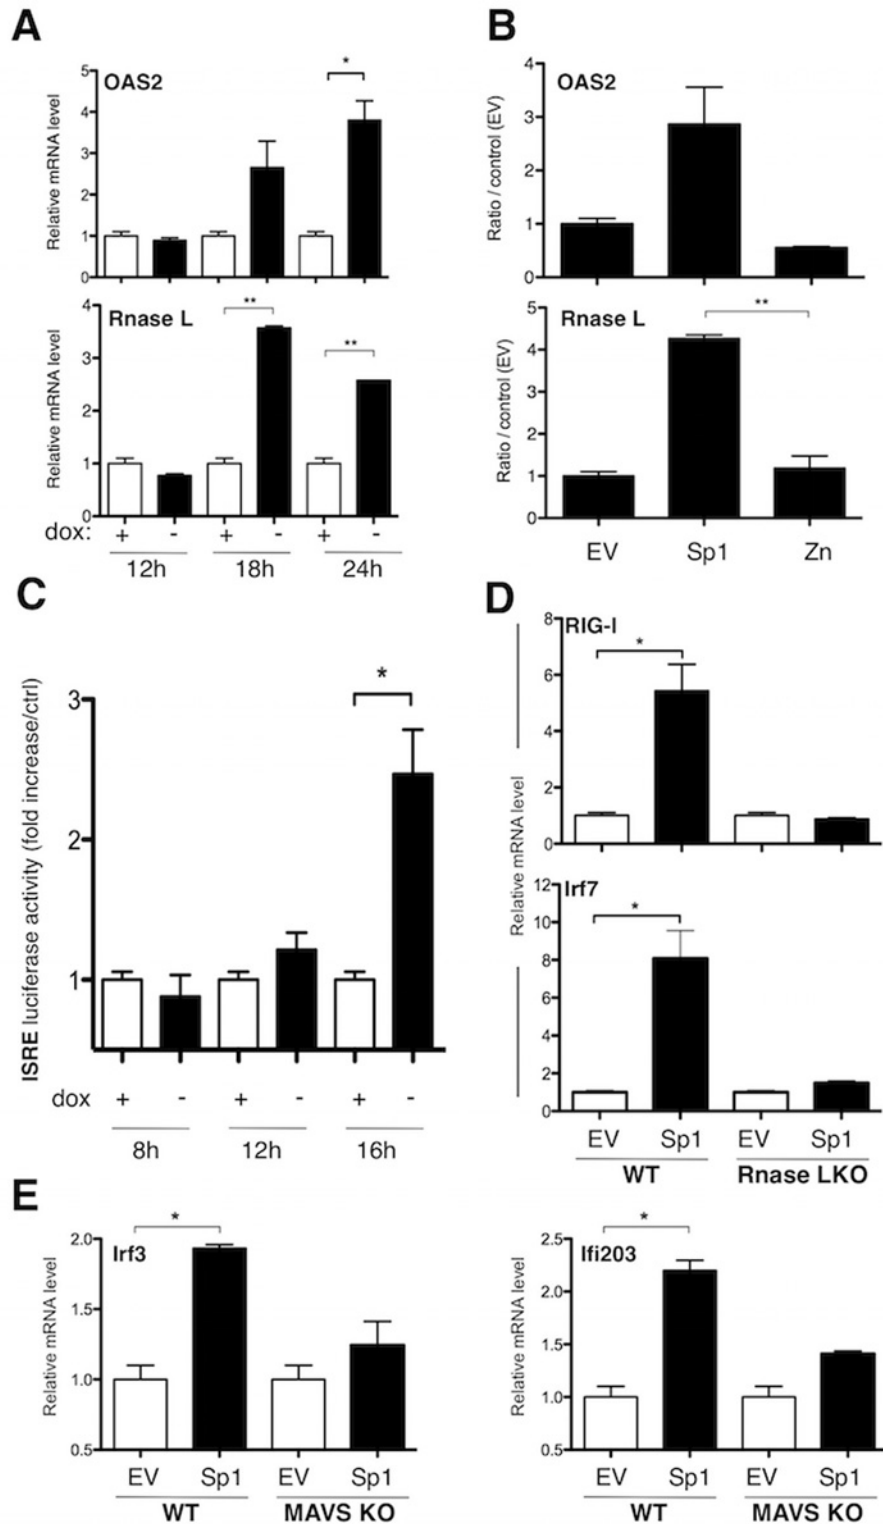 A
OAS2
Relative mRNA level
5
4
3
2
1
0
*
Rnase L
Relative mRNA level
4
3
2
1
0
**
**
dox: + - + - + -
12h 18h 24h
B
OAS2
Ratio / control (EV)
4
3
2
1
0
Rnase L
Ratio / control (EV)
5
4
3
2
1
0
**
EV Sp1 Zn
C
ISRE luciferase activity (fold increase/ctrl)
3
2
1
*
dox + - + - + -
8h 12h 16h
D
RIG-I
Relative mRNA level
8
6
4
2
0
*
Irf7
12
10
8
6
4
2
0
*
EV Sp1 EV Sp1
WT Rnase LKO
E
Irf3
Relative mRNA level
2.0
1.5
1.0
0.5
*
EV Sp1 EV Sp1
WT MAVS KO
Ifi203
Relative mRNA level
2.5
2.0
1.5
1.0
0.5
*
EV Sp1 EV Sp1
WT MAVS KO